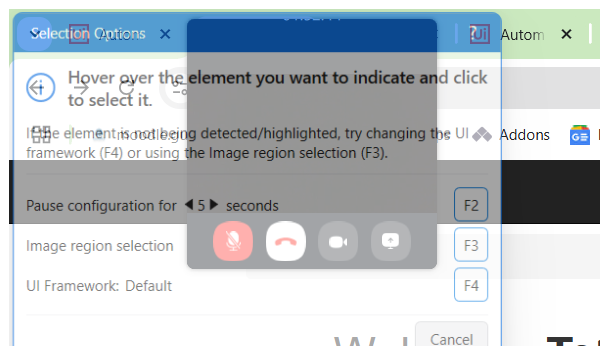 Selection Options
?
Autom
Hover over the element you want to indicate and click
to select it.
If the element is not being detected/highlighted, try changing the UI
framework (F4) or using the Image region selection (F3).
Addons
Pause configuration for 5 seconds
F2
Image region selection
F3
UI Framework: Default
F4
Cancel